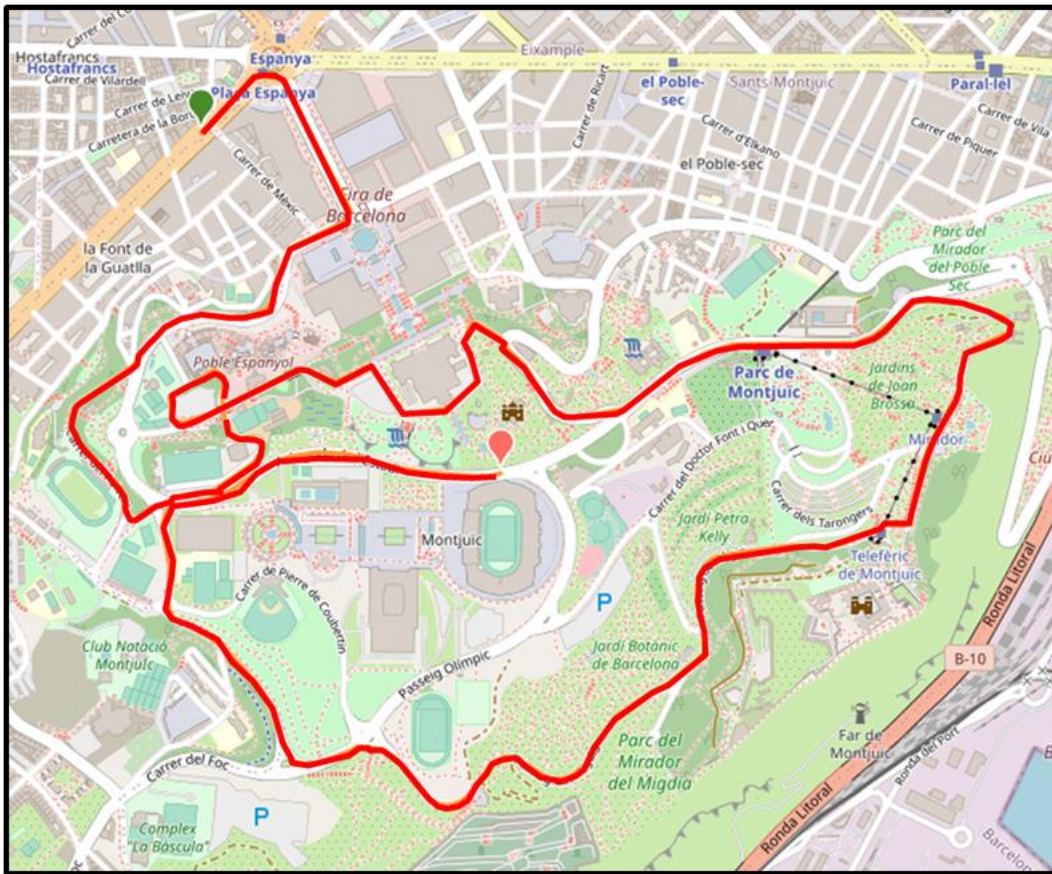 Hostafrancs
Hostafrancs
Carrer de Vilardell
Espanya
Eixample
Plaça Espanya
Carretera de la Bor
Carrer de Mèxic
el Poble-
sec
Carrer de Ricart
Sants-Montjuïc
Paral·lel
Carrer de Vila
Carrer d'Elkano
Carrer de Piquer
el Poble-sec
Fira de
Barcelona
la Font de
la Guatlla
Parc del
Mirador
del Poble
Sec
Poble Espanyol
Parc de
Montjuïc
Jardins
de Joan
Brossa
Mirador
Carrer del Doctor Font i Quer
Carrer dels Tarongers
Montjuïc
Jardí Petra
Kelly
Telefèric
de Montjuïc
Carrer de Pierre de Coubertin
Club Natació
Montjuïc
Passeig Olímpic
P
Jardí Botànic
de Barcelona
Ronda Litoral
B-10
Far de
Montjuïc
Parc del
Mirador
del Migdia
Carrer del Foc
P
Complex
"La Bàscula"
Ronda del Port
Ronda Litoral